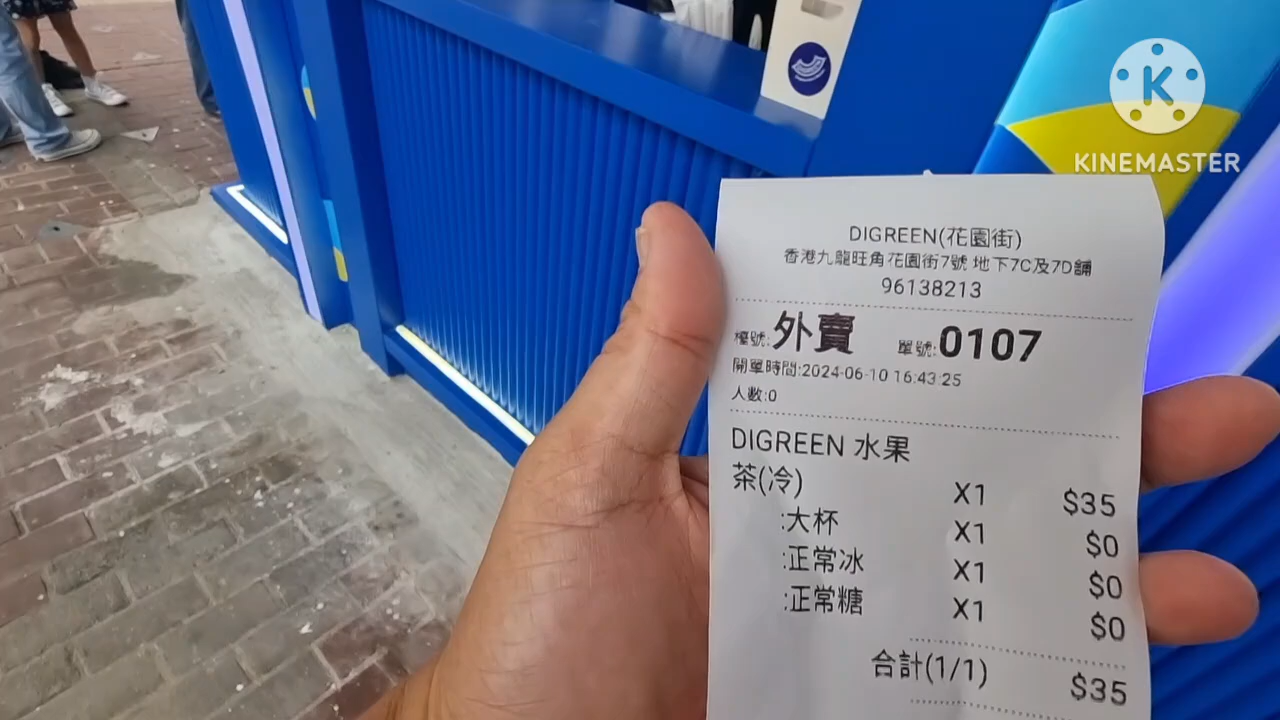 K
KINEMASTER
DIGREEN(花園街)
香港九龍旺角花園街7號 地下7C及7D舖
96138213
檯號:外賣 單號:0107
開單時間:2024-06-10 16:43:25
人數:0
DIGREEN 水果
茶(冷) X1 $35
:大杯 X1 $0
:正常冰 X1 $0
:正常糖 X1 $0
合計(1/1) $35